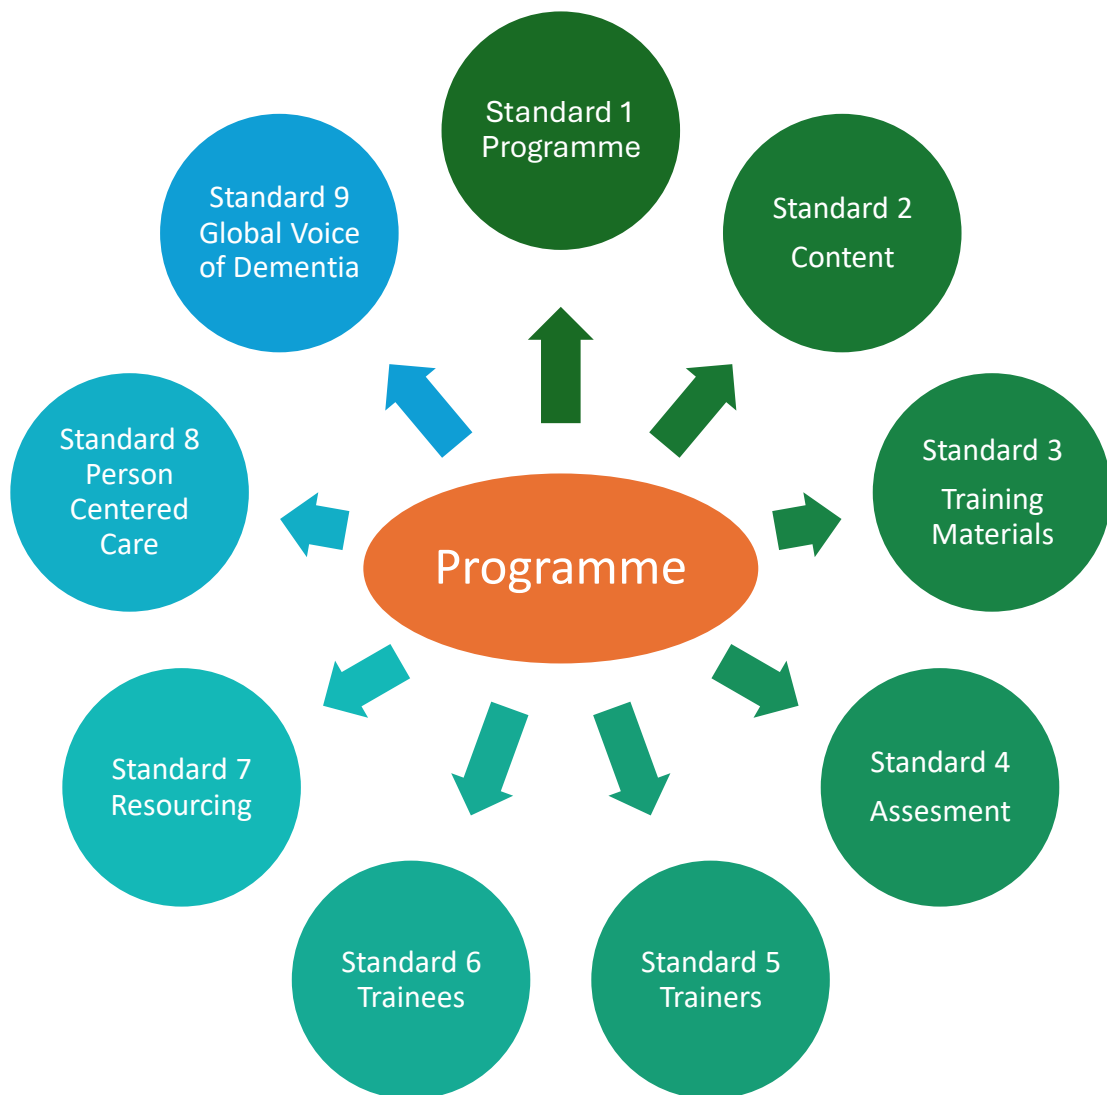 Standard 1
Programme
Standard 2
Content
Standard 3
Training
Materials
Standard 4
Assesment
Standard 5
Trainers
Standard 6
Trainees
Standard 7
Resourcing
Standard 8
Person
Centered
Care
Standard 9
Global Voice
of Dementia
Programme